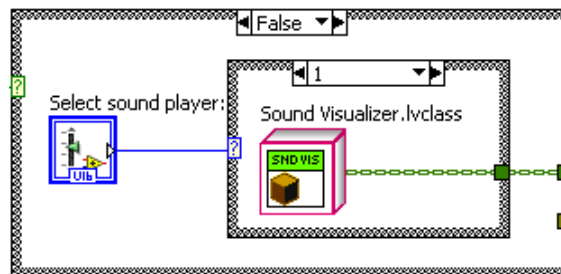 False
?
1
Select sound player:
Sound Visualizer.lvclass
?
SND VIS
U16